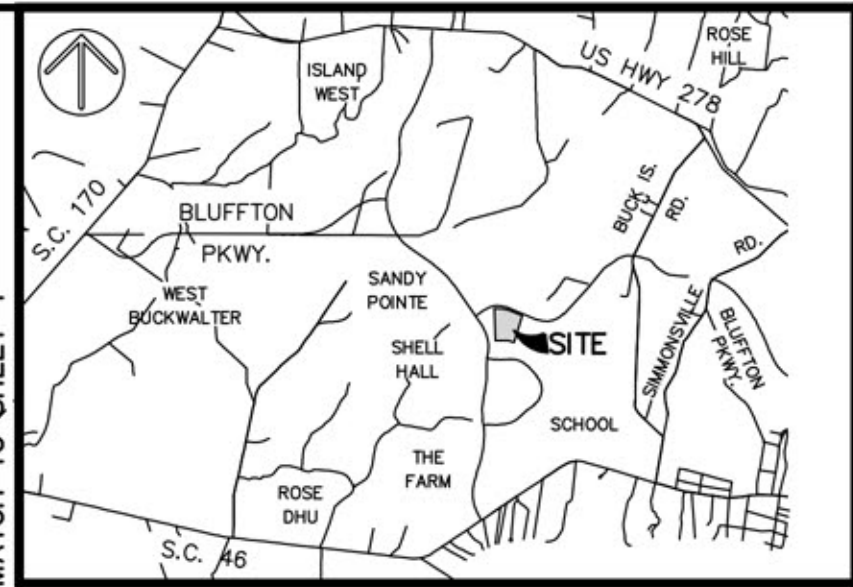 ROSE
HILL
US HWY 278
ISLAND
WEST
S.C. 170
BLUFFTON
PKWY.
BUCK IS.
RD.
RD.
SANDY
POINTE
WEST
BUCKWALTER
SITE
SIMMONSVILLE
BLUFFTON
PKWY.
SHELL
HALL
SCHOOL
THE
FARM
ROSE
DHU
S.C. 46